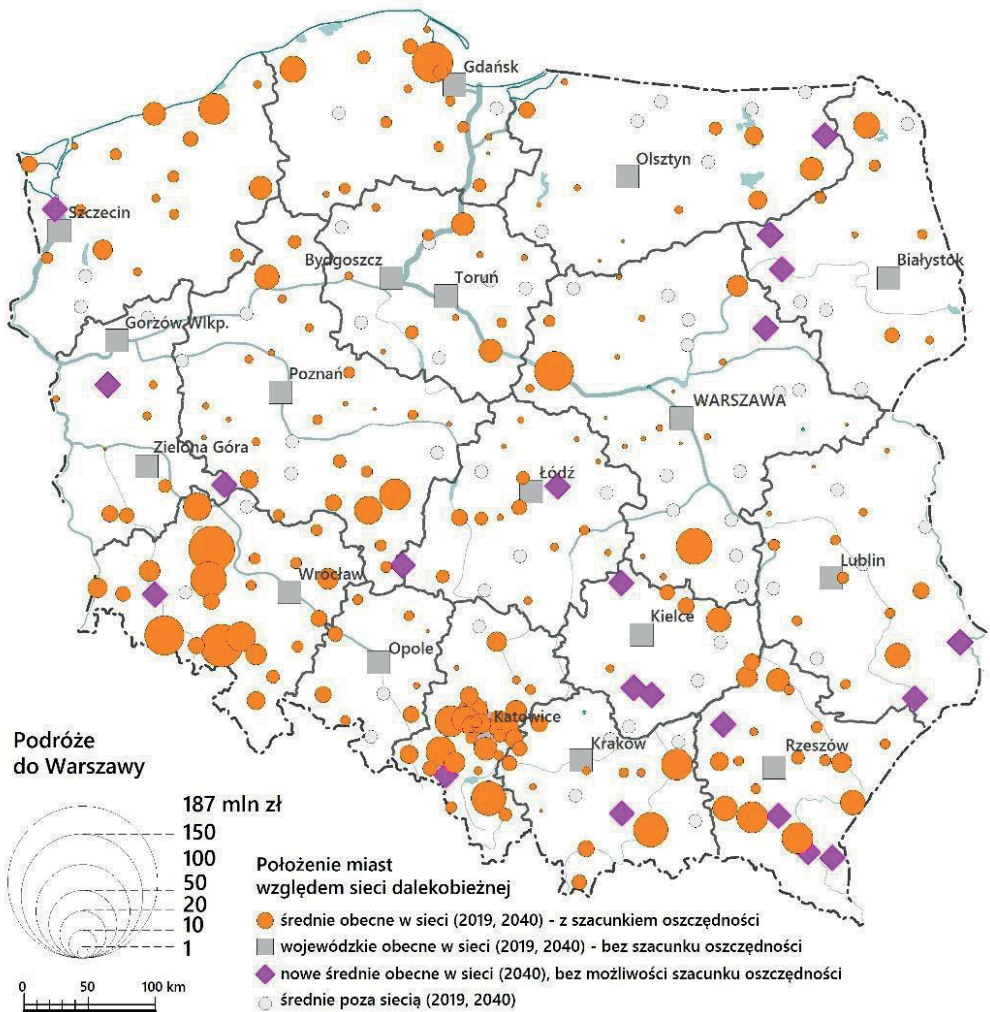 Gdańsk
Olsztyn
Szczecin
Białystok
Bydgoszcz
Toruń
Gorzów Wlkp.
Poznań
WARSZAWA
Zielona Góra
Łódź
Lublin
Wrocław
Kielce
Opole
Katowice
Kraków
Rzeszów
Podróże
do Warszawy
187 mln zł
150
100
50
20
10
1
0 50 100 km
Położenie miast
względem sieci dalekobieżnej
średnie obecne w sieci (2019, 2040) - z szacunkiem oszczędności
wojewódzkie obecne w sieci (2019, 2040) - bez szacunku oszczędności
nowe średnie obecne w sieci (2040), bez możliwości szacunku oszczędności
średnie poza siecią (2019, 2040)